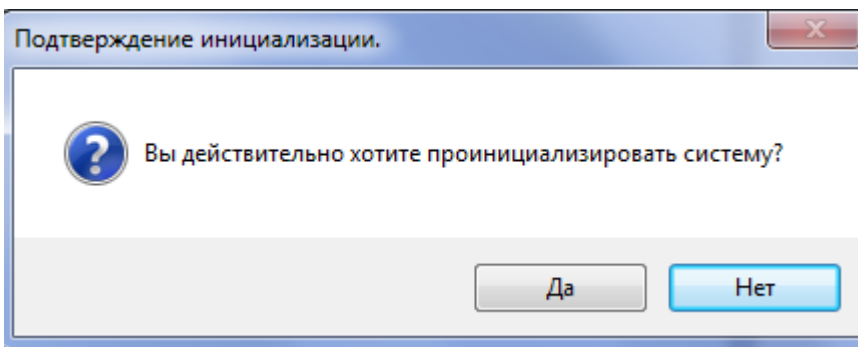 Подтверждение инициализации.
Вы действительно хотите проинициализировать систему?
Да
Нет